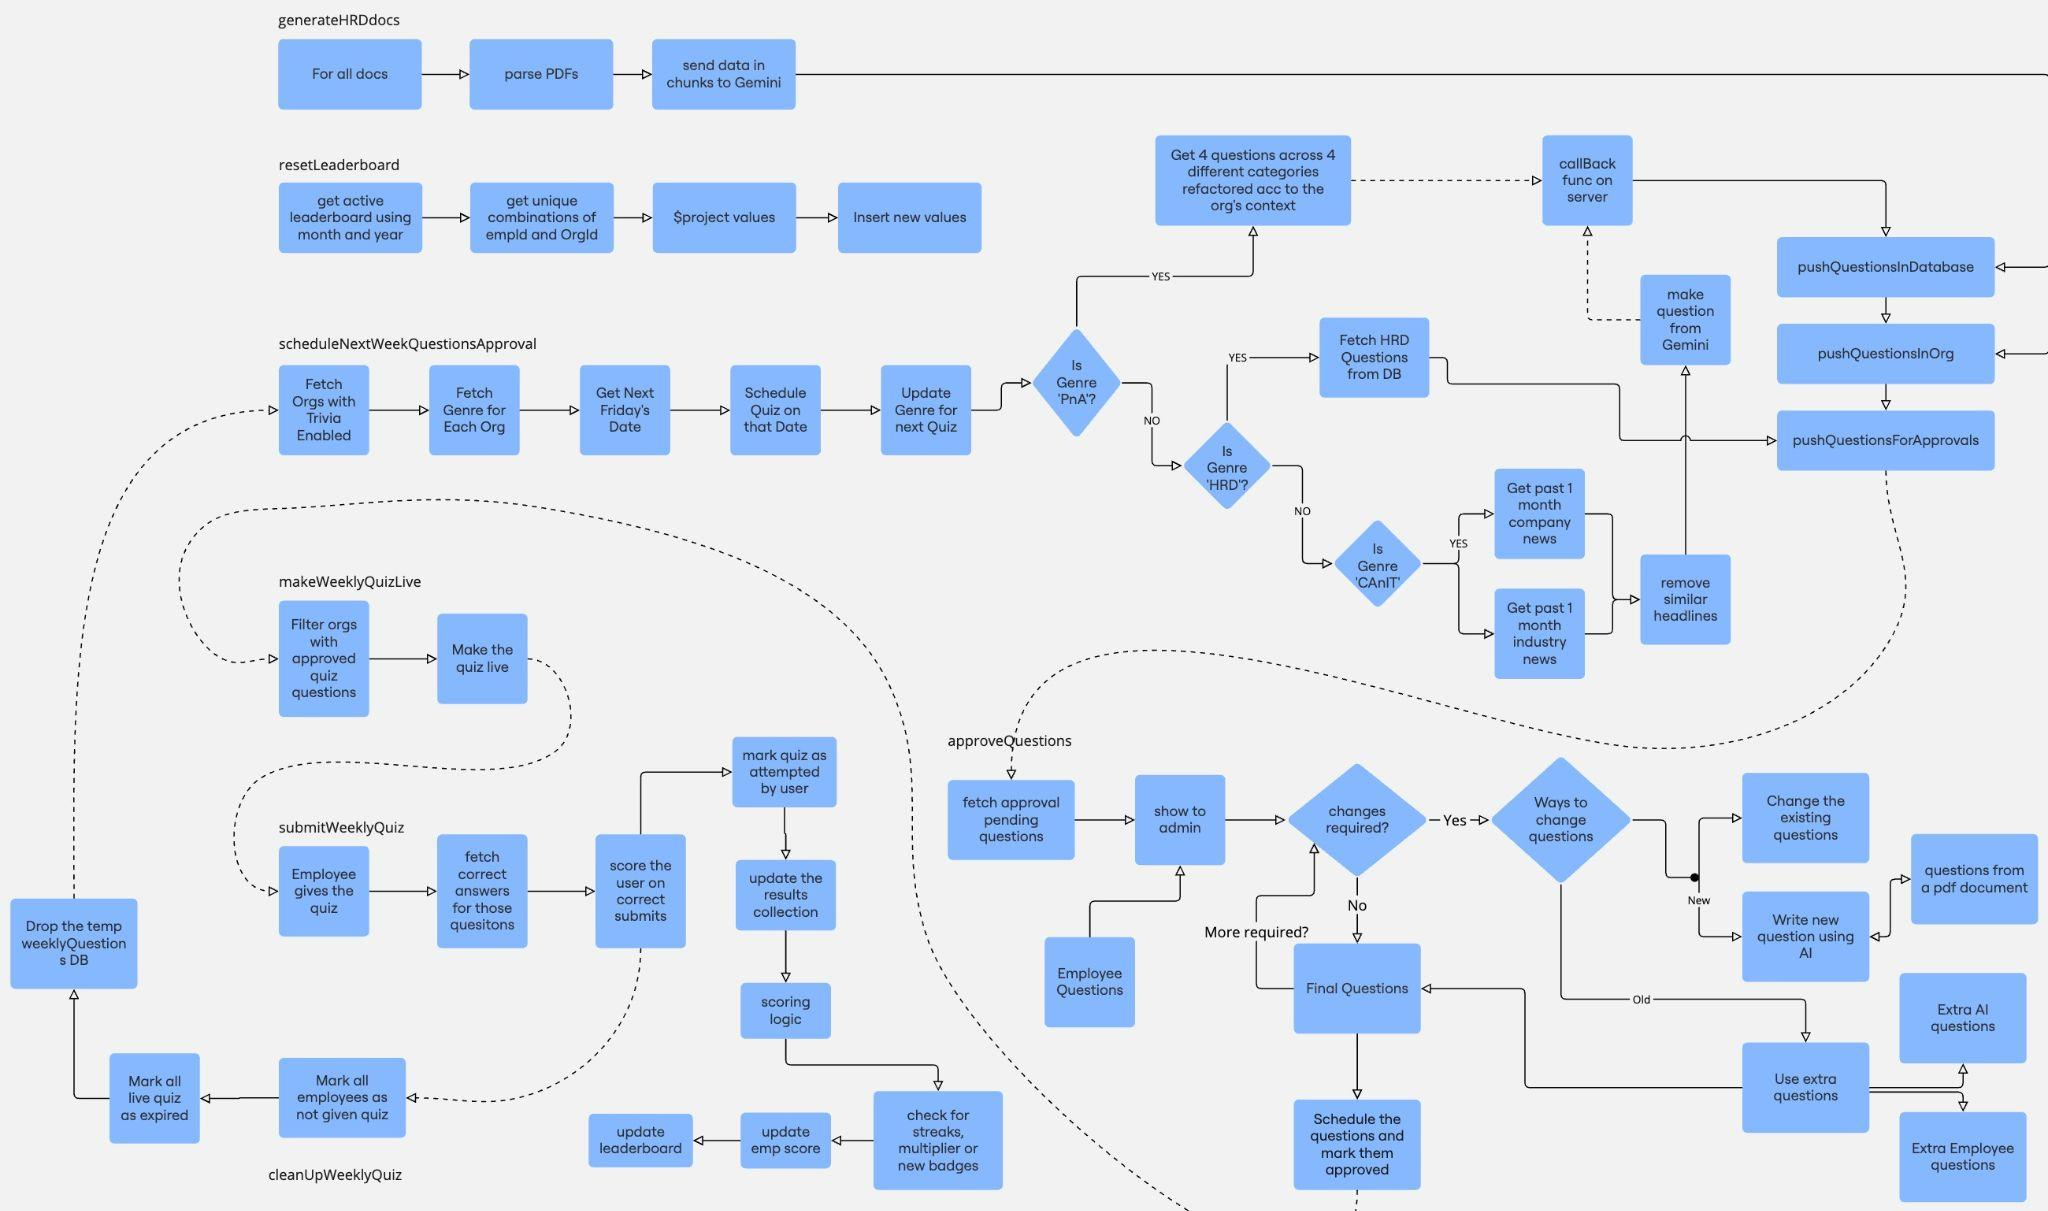 generateHRDdocs
For all docs
parse PDFs
send data in
chunks to Gemini
resetLeaderboard
get active
leaderboard using
month and year
get unique
combinations of
empId and OrgId
$project values
Insert new values
Get 4 questions across 4
different categories
refactored acc to the
org's context
callBack
func on
server
YES
pushQuestionsInDatabase
make
question
from
Gemini
pushQuestionsInOrg
pushQuestionsForApprovals
scheduleNextWeekQuestionsApproval
Fetch
Orgs with
Trivia
Enabled
Fetch
Genre for
Each Org
Get Next
Friday's
Date
Schedule
Quiz on
that Date
Update
Genre for
next Quiz
Is
Genre
'PnA'?
NO
YES
Fetch HRD
Questions
from DB
Is
Genre
'HRD'?
NO
Is
Genre
'CAnIT'
YES
Get past 1
month
company
news
Get past 1
month
industry
news
remove
similar
headlines
makeWeeklyQuizLive
Filter orgs
with
approved
quiz
questions
Make the
quiz live
submitWeeklyQuiz
Employee
gives the
quiz
fetch
correct
answers
for those
quesitons
score the
user on
correct
submits
mark quiz as
attempted
by user
update the
results
collection
scoring
logic
check for
streaks,
multiplier or
new badges
update
emp score
update
leaderboard
Drop the temp
weeklyQuestion
s DB
Mark all
live quiz
as expired
Mark all
employees as
not given quiz
cleanUpWeeklyQuiz
approveQuestions
fetch approval
pending
questions
show to
admin
Employee
Questions
changes
required?
Yes
No
More required?
Final Questions
Schedule the
questions and
mark them
approved
Ways to
change
questions
Change the
existing
questions
New
Write new
question using
AI
questions from
a pdf document
Old
Use extra
questions
Extra AI
questions
Extra Employee
questions